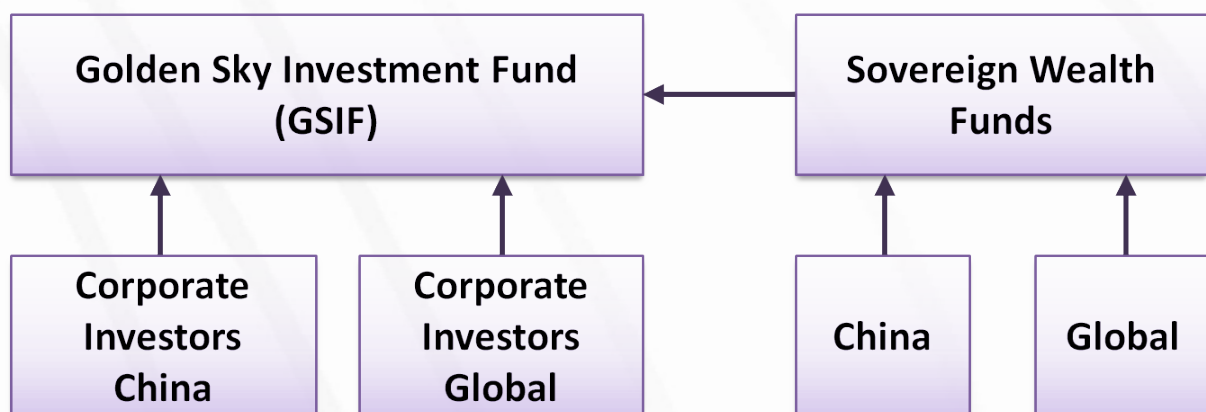 Golden Sky Investment Fund
(GSIF)
Sovereign Wealth
Funds
Corporate
Investors
China
Corporate
Investors
Global
China
Global